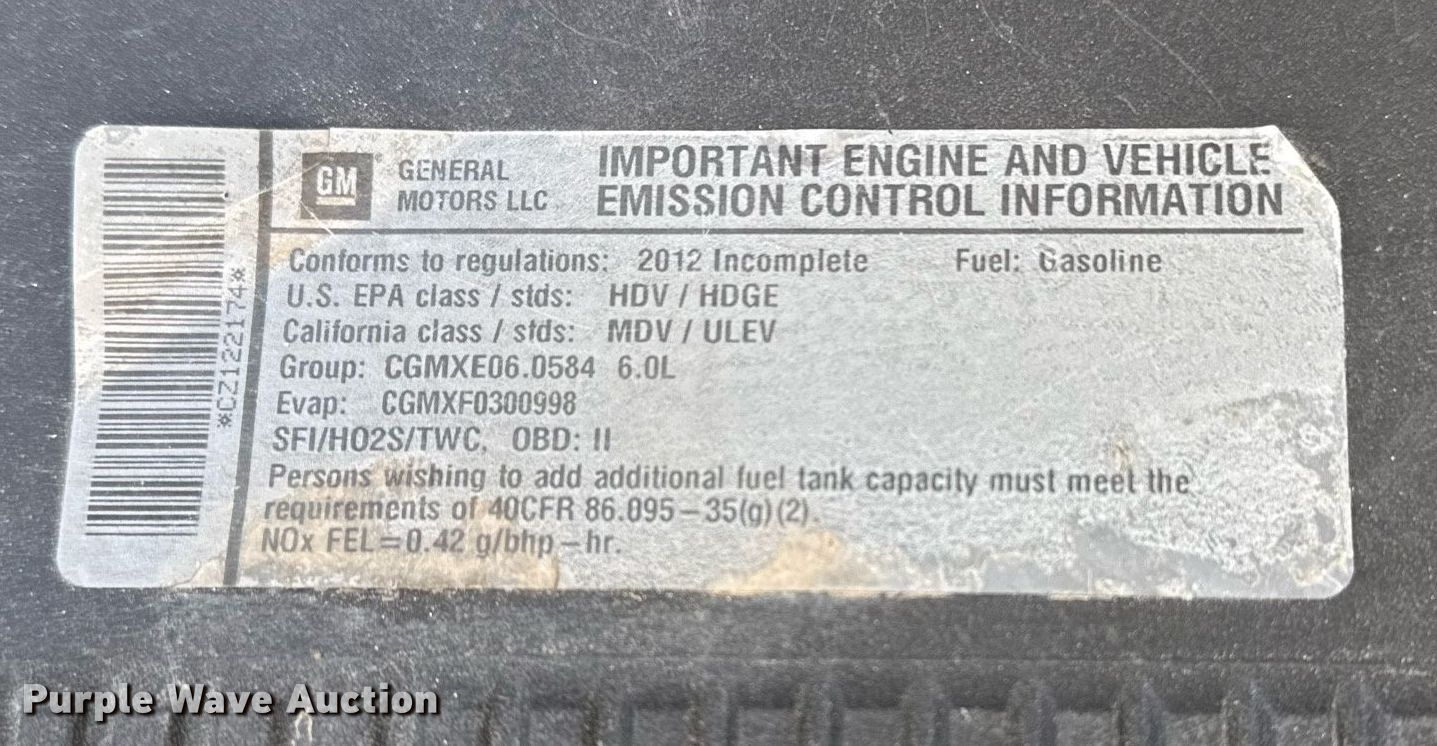 *CZ122174*
GM GENERAL MOTORS LLC
IMPORTANT ENGINE AND VEHICLE
EMISSION CONTROL INFORMATION
Conforms to regulations: 2012 Incomplete Fuel: Gasoline
U.S. EPA class / stds: HDV / HDGE
California class / stds: MDV / ULEV
Group: CGMXE06.0584 6.0L
Evap: CGMXF0300998
SFI/HO2S/TWC, OBD: II
Persons wishing to add additional fuel tank capacity must meet the
requirements of 40CFR 86.095-35(g)(2).
NOx FEL=0.42 g/bhp-hr.
Purple Wave Auction